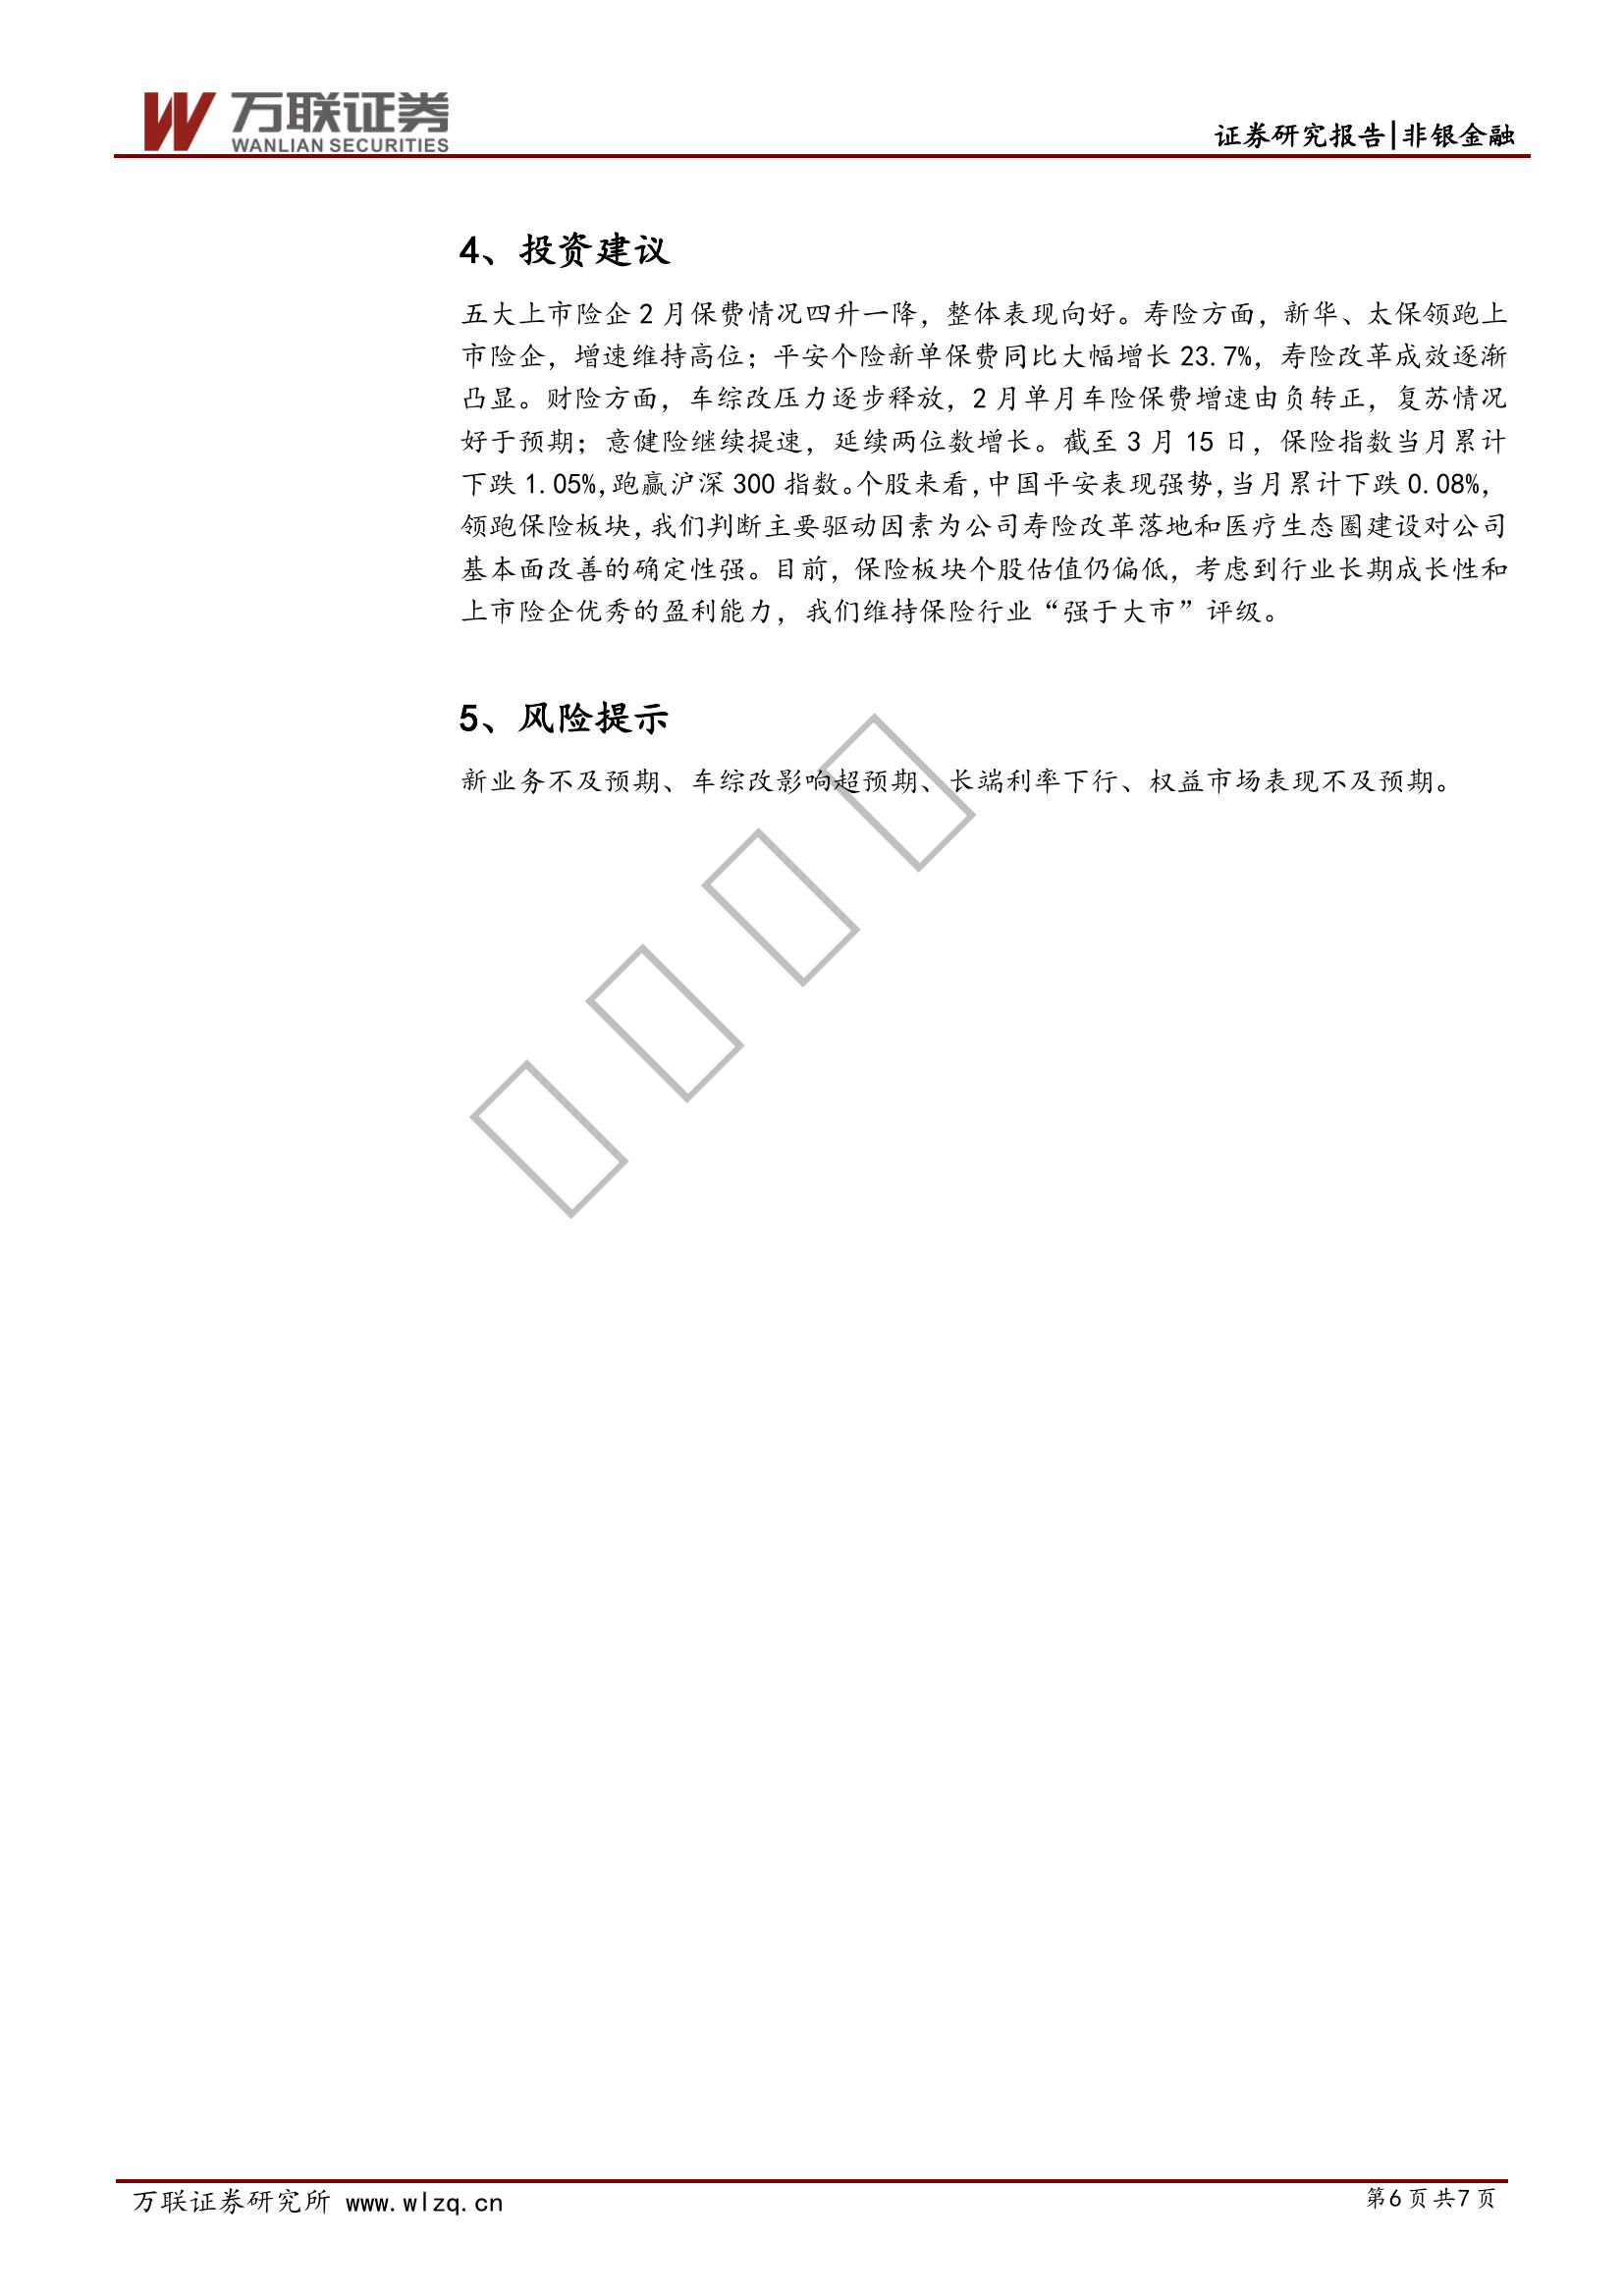 万联证券
WANLIAN SECURITIES
证券研究报告|非银金融
4、投资建议
五大上市险企 2 月保费情况四升一降，整体表现向好。寿险方面，新华、太保领跑上
市险企，增速维持高位；平安个险新单保费同比大幅增长 23.7%，寿险改革成效逐渐
凸显。财险方面，车综改压力逐步释放，2 月单月车险保费增速由负转正，复苏情况
好于预期；意健险继续提速，延续两位数增长。截至 3 月 15 日，保险指数当月累计
下跌 1.05%，跑赢沪深 300 指数。个股来看，中国平安表现强势，当月累计下跌 0.08%，
领跑保险板块，我们判断主要驱动因素为公司寿险改革落地和医疗生态圈建设对公司
基本面改善的确定性强。目前，保险板块个股估值仍偏低，考虑到行业长期成长性和
上市险企优秀的盈利能力，我们维持保险行业“强于大市”评级。
5、风险提示
新业务不及预期、车综改影响超预期、长端利率下行、权益市场表现不及预期。
万联证券研究所 www.wlzq.cn
第 6 页 共 7 页